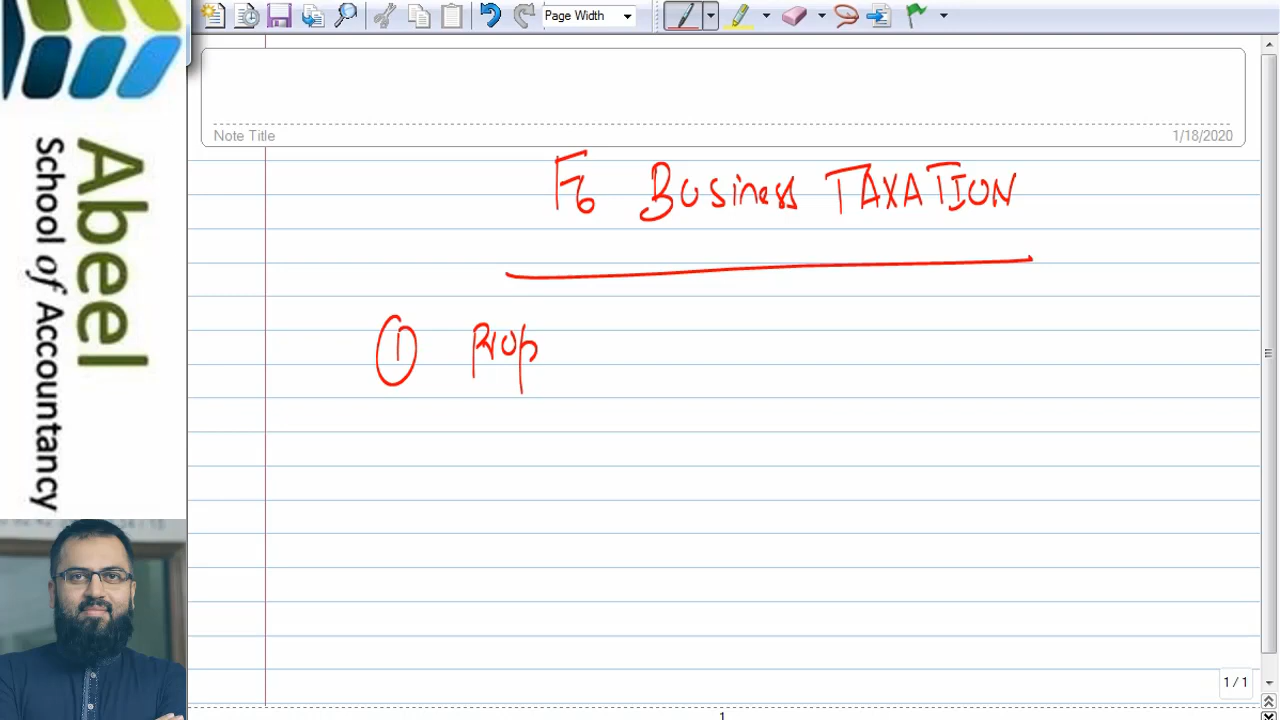 Page Width
Note Title
1/18/2020
F6 Business TAXATION
① Prop
1 / 1
1
Abeel
School of Accountancy